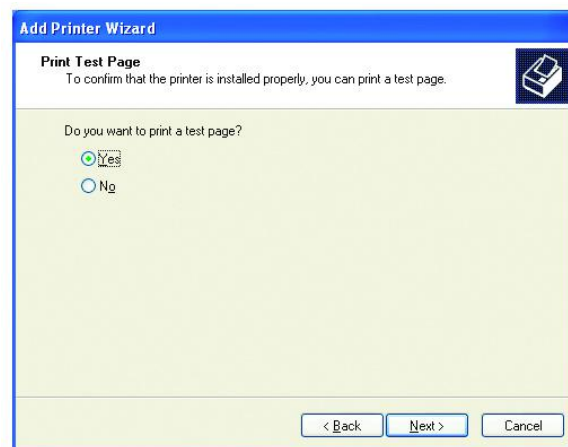 Add Printer Wizard
Print Test Page
To confirm that the printer is installed properly, you can print a test page.
Do you want to print a test page?
Yes
No
< Back
Next >
Cancel